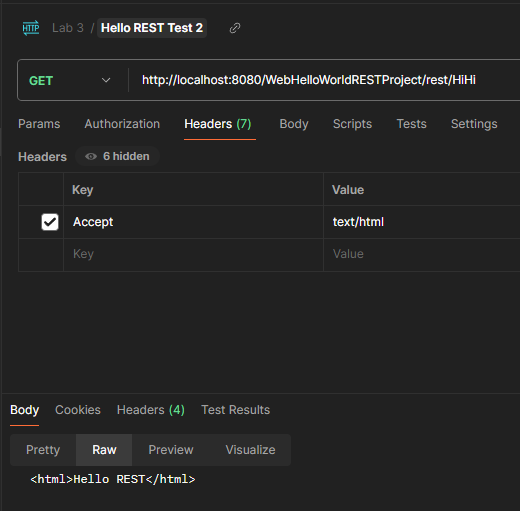 HTTP Lab 3 / Hello REST Test 2
GET http://localhost:8080/WebHelloWorldRESTProject/rest/HiHi
Params Authorization Headers (7) Body Scripts Tests Settings
Headers 6 hidden
Key Value
Accept text/html
Key Value
Body Cookies Headers (4) Test Results
Pretty Raw Preview Visualize
<html>Hello REST</html>